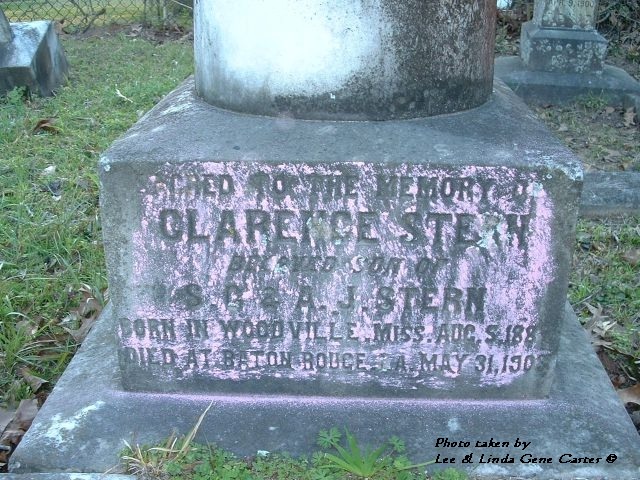 TO THE MEMORY
CLARENCE STERN
BELOVED SON OF
S. & A. J. STERN
BORN IN WOODVILLE, MISS. AUG. 5, 188
DIED AT BATON ROUGE, LA. MAY 31, 190
Photo taken by
Lee & Linda Gene Carter ©